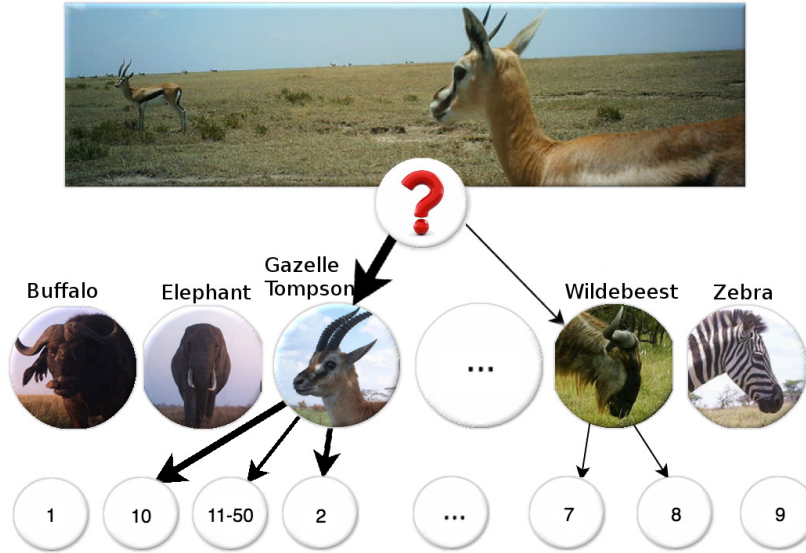 ?
Buffalo
Elephant
Gazelle
Tompson
...
Wildebeest
Zebra
1
10
11-50
2
...
7
8
9